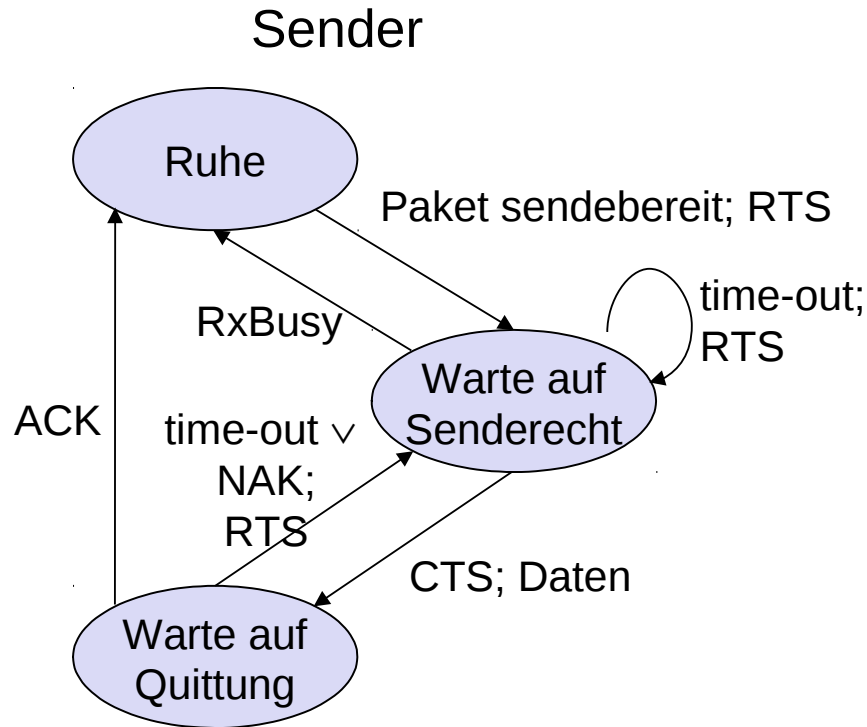 Sender
Ruhe
Paket sendebereit; RTS
RxBusy
time-out;
RTS
Warte auf
Senderecht
ACK
time-out ∨
NAK;
RTS
CTS; Daten
Warte auf
Quittung